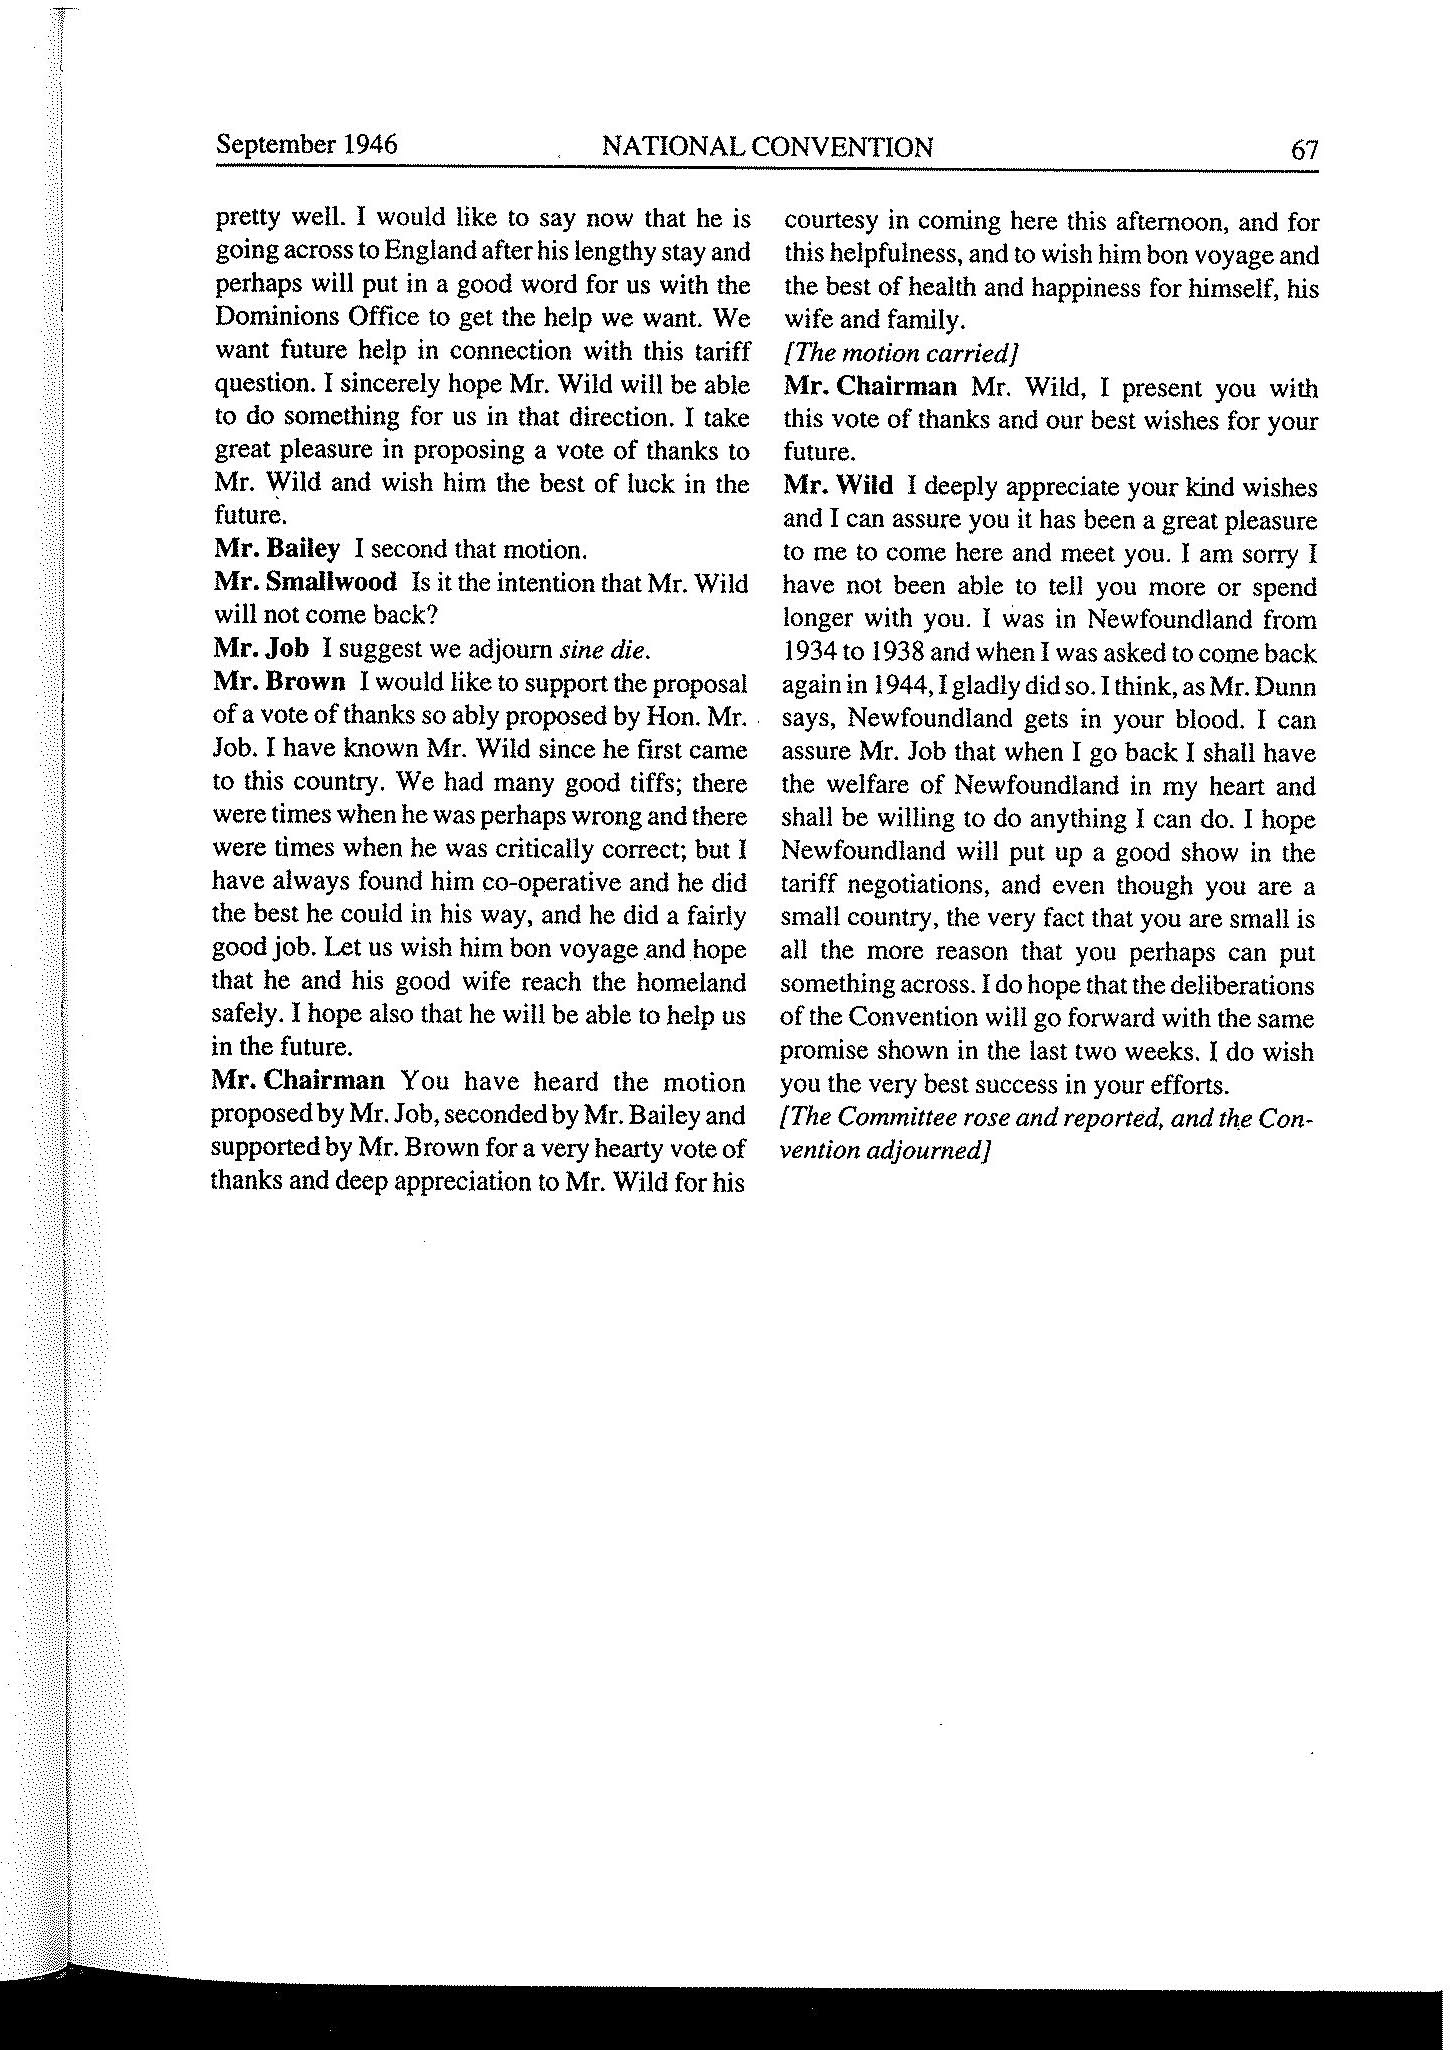 September 1946 NATIONAL CONVENTION 67
pretty well. I would like to say now that he is
going across to England after his lengthy stay and
perhaps will put in a good word for us with the
Dominions Office to get the help we want. We
want future help in connection with this tariff
question. I sincerely hope Mr. Wild will be able
to do something for us in that direction. I take
great pleasure in proposing a vote of thanks to
Mr. Wild and wish him the best of luck in the
future.
Mr. Bailey I second that motion.
Mr. Smallwood Is it the intention that Mr. Wild
will not come back?
Mr. Job I suggest we adjourn sine die.
Mr. Brown I would like to support the proposal
of a vote of thanks so ably proposed by Hon. Mr.
Job. I have known Mr. Wild since he first came
to this country. We had many good tiffs; there
were times when he was perhaps wrong and there
were times when he was critically correct; but I
have always found him co-operative and he did
the best he could in his way, and he did a fairly
good job. Let us wish him bon voyage and hope
that he and his good wife reach the homeland
safely. I hope also that he will be able to help us
in the future.
Mr. Chairman You have heard the motion
proposed by Mr. Job, seconded by Mr. Bailey and
supported by Mr. Brown for a very hearty vote of
thanks and deep appreciation to Mr. Wild for his
courtesy in coming here this afternoon, and for
this helpfulness, and to wish him bon voyage and
the best of health and happiness for himself, his
wife and family.
[The motion carried]
Mr. Chairman Mr. Wild, I present you with
this vote of thanks and our best wishes for your
future.
Mr. Wild I deeply appreciate your kind wishes
and I can assure you it has been a great pleasure
to me to come here and meet you. I am sorry I
have not been able to tell you more or spend
longer with you. I was in Newfoundland from
1934 to 1938 and when I was asked to come back
again in 1944, I gladly did so. I think, as Mr. Dunn
says, Newfoundland gets in your blood. I can
assure Mr. Job that when I go back I shall have
the welfare of Newfoundland in my heart and
shall be willing to do anything I can do. I hope
Newfoundland will put up a good show in the
tariff negotiations, and even though you are a
small country, the very fact that you are small is
all the more reason that you perhaps can put
something across. I do hope that the deliberations
of the Convention will go forward with the same
promise shown in the last two weeks. I do wish
you the very best success in your efforts.
[The Committee rose and reported, and the Con-
vention adjourned]